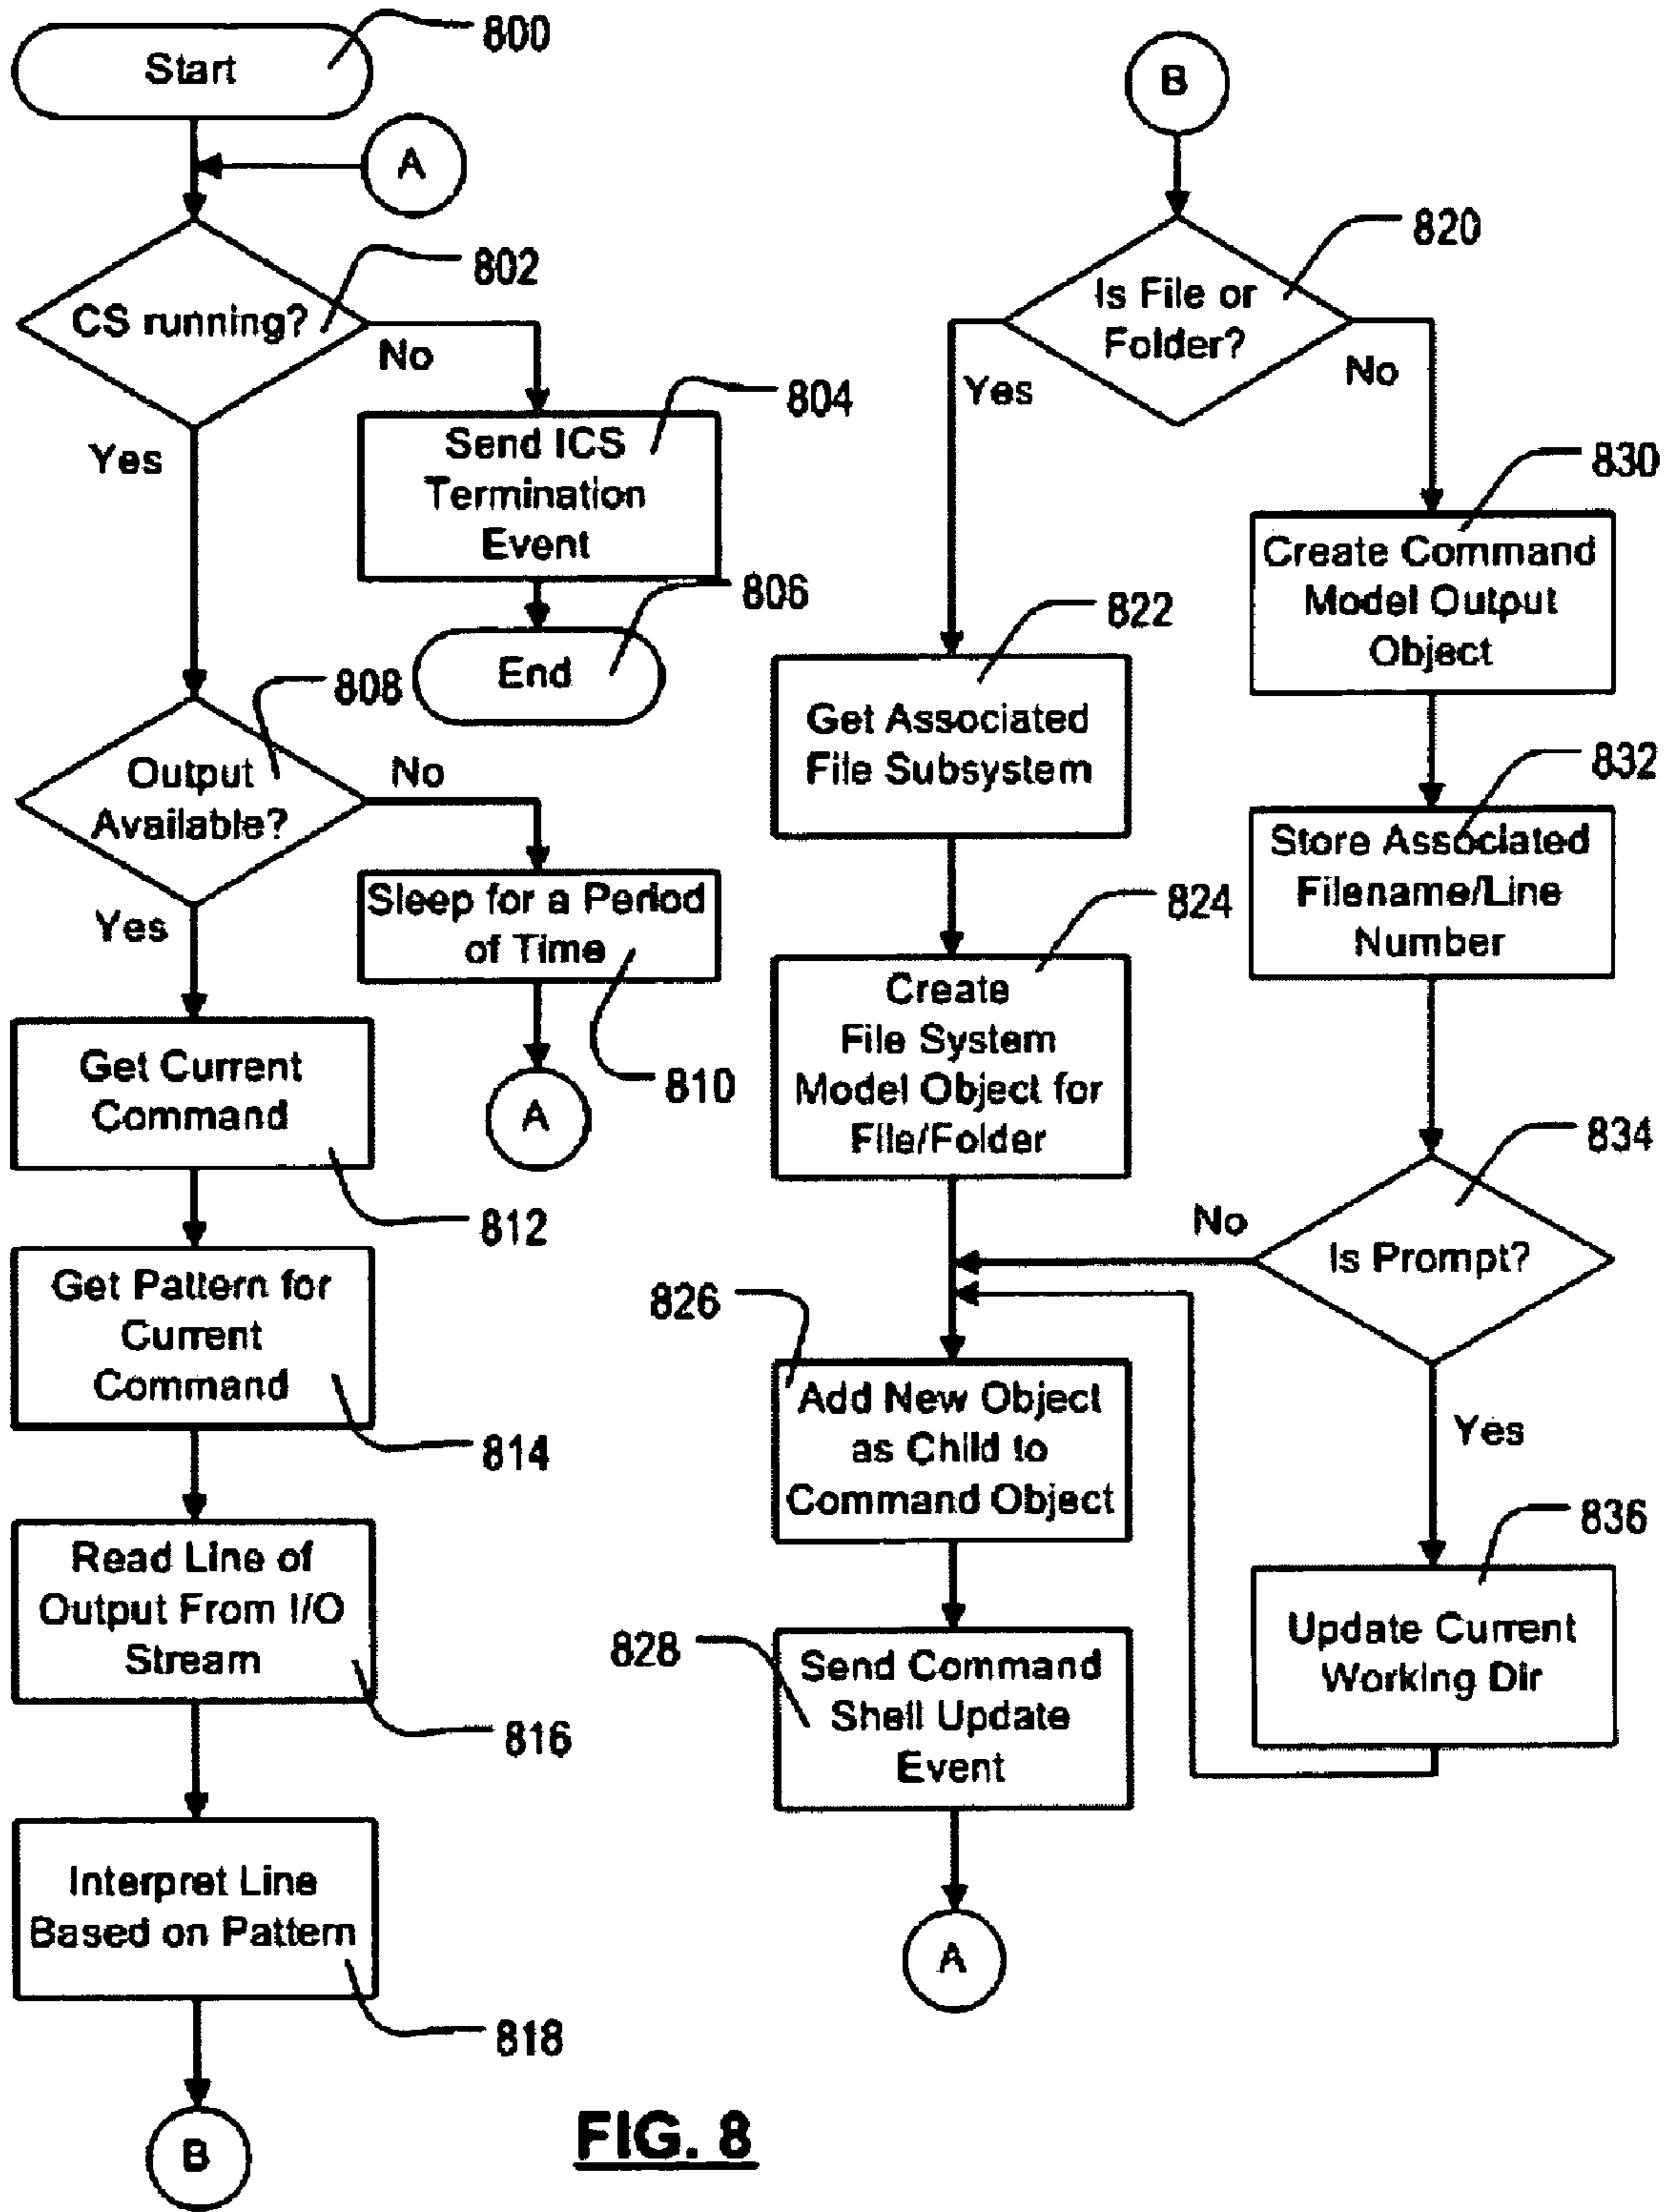 Start
800
A
CS running?
802
No
Yes
Send ICS
Termination
Event
804
End
806
Output
Available?
808
No
Yes
Sleep for a Period
of Time
810
A
Get Current
Command
812
Get Pattern for
Current
Command
814
Read Line of
Output From I/O
Stream
816
Interpret Line
Based on Pattern
818
B
B
Is File or
Folder?
820
Yes
No
Get Associated
File Subsystem
822
Create
File System
Model Object for
File/Folder
824
Add New Object
as Child to
Command Object
826
Send Command
Shell Update
Event
828
A
Create Command
Model Output
Object
830
Store Associated
Filename/Line
Number
832
Is Prompt?
834
No
Yes
Update Current
Working Dir
836
FIG. 8